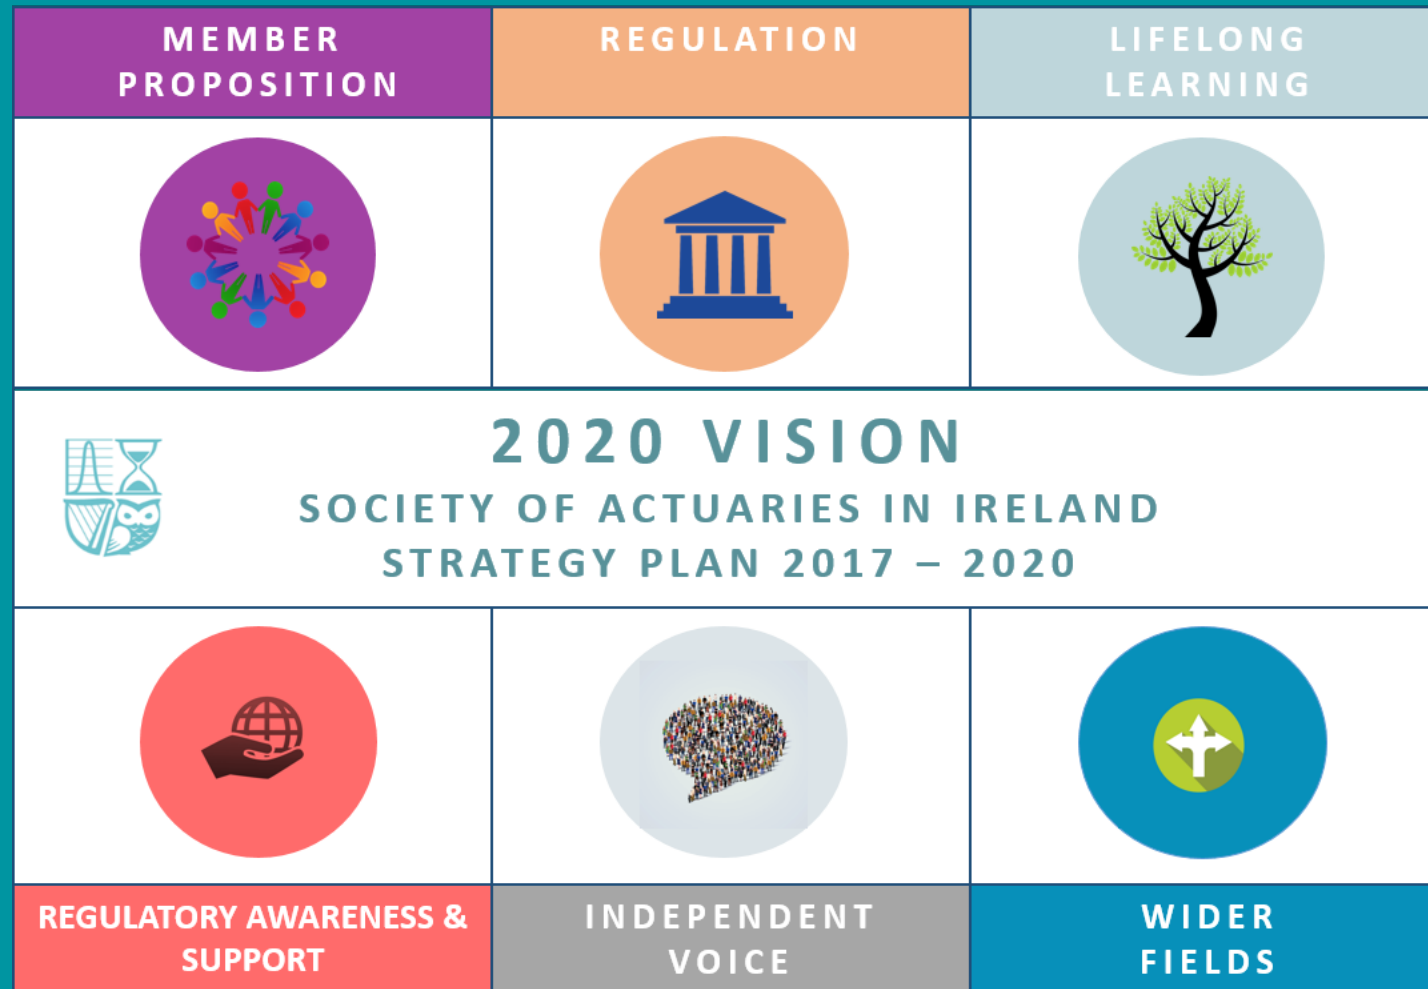 MEMBER
PROPOSITION
REGULATION
LIFELONG
LEARNING
2020 VISION
SOCIETY OF ACTUARIES IN IRELAND
STRATEGY PLAN 2017 – 2020
REGULATORY AWARENESS &
SUPPORT
INDEPENDENT
VOICE
WIDER
FIELDS